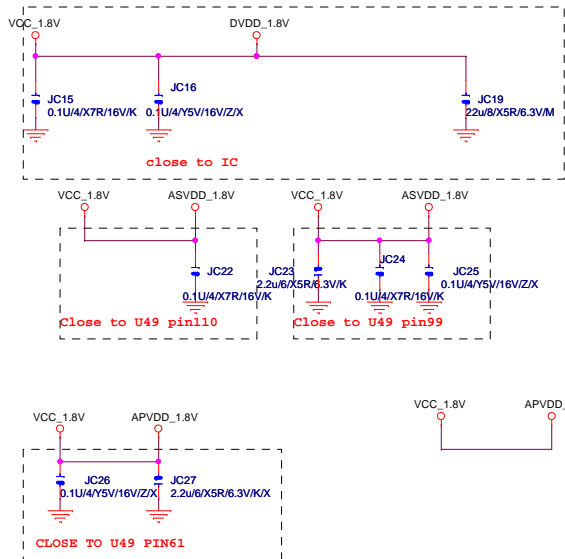 VCC_1.8V DVDD_1.8V
JC15 JC16 JC19
0.1U/4/X7R/16V/K 0.1U/4/Y5V/16V/Z/X 22u/8/X5R/6.3V/M
close to IC
VCC_1.8V ASVDD_1.8V VCC_1.8V ASVDD_1.8V
JC22 JC23 JC24 JC25
0.1U/4/X7R/16V/K 2.2u/6/X5R/6.3V/K 0.1U/4/X7R/16V/K 0.1U/4/Y5V/16V/Z/X
Close to U49 pin110 Close to U49 pin99
VCC_1.8V APVDD_1.8V VCC_1.8V APVDD_
JC26 JC27
0.1U/4/Y5V/16V/Z/X 2.2u/6/X5R/6.3V/K/X
CLOSE TO U49 PIN61